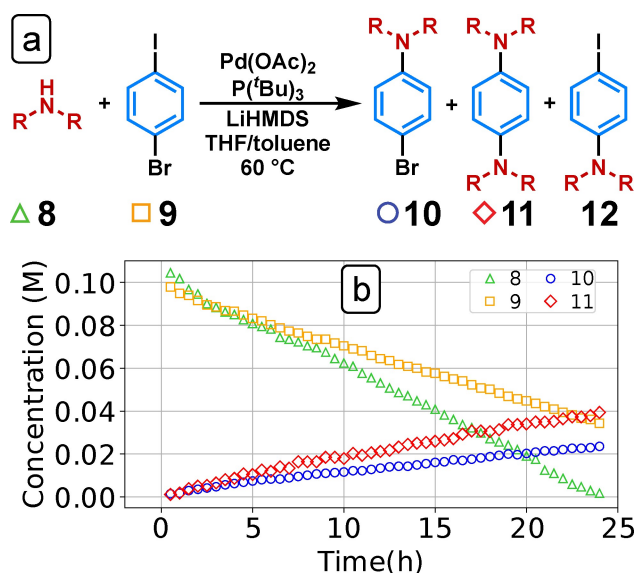 a
H
N
R R
+
I
Br
Pd(OAc)2
P(tBu)3
LiHMDS
THF/toluene
60 °C
R R
N
Br
+
R R
N
N
R R
+
I
N
R R
8 9 10 11 12
b
8 10
9 11
Concentration (M)
0.10
0.08
0.06
0.04
0.02
0.00
0 5 10 15 20 25
Time(h)